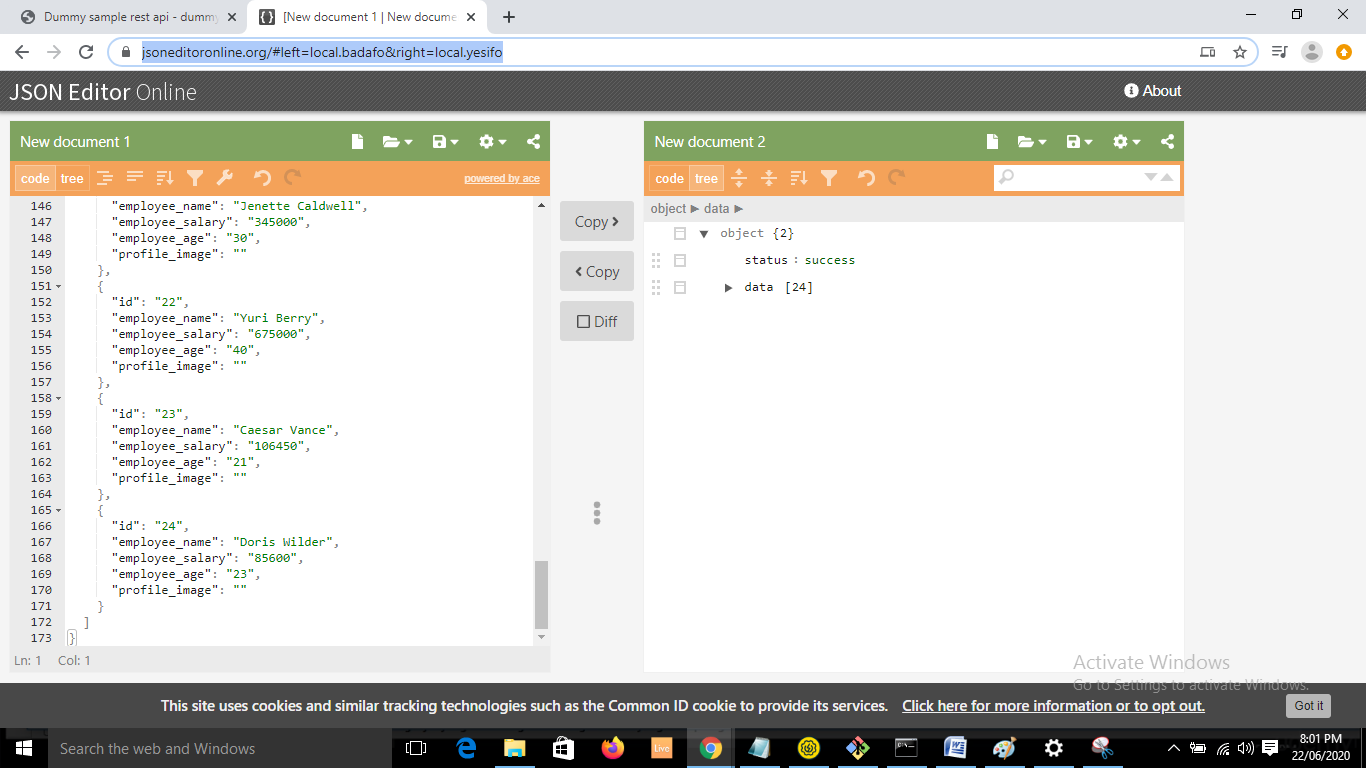 Dummy sample rest api - dumm
[New document 1 | New docume
jsoneditoronline.org/#left=local.badafo&right=local.yesifo
JSON Editor Online
About
New document 1
code tree
powered by ace
146 "employee_name": "Jenette Caldwell",
147 "employee_salary": "345000",
148 "employee_age": "30",
149 "profile_image": ""
150 },
151 {
152 "id": "22",
153 "employee_name": "Yuri Berry",
154 "employee_salary": "675000",
155 "employee_age": "40",
156 "profile_image": ""
157 },
158 {
159 "id": "23",
160 "employee_name": "Caesar Vance",
161 "employee_salary": "106450",
162 "employee_age": "21",
163 "profile_image": ""
164 },
165 {
166 "id": "24",
167 "employee_name": "Doris Wilder",
168 "employee_salary": "85600",
169 "employee_age": "23",
170 "profile_image": ""
171 }
172 ]
173 }
Ln: 1 Col: 1
Copy
Copy
Diff
New document 2
code tree
object ► data ►
object {2}
status : success
data [24]
Activate Windows
Go to Settings to activate Windows.
This site uses cookies and similar tracking technologies such as the Common ID cookie to provide its services. Click here for more information or to opt out.
Got it
Search the web and Windows
Live
8:01 PM
22/06/2020